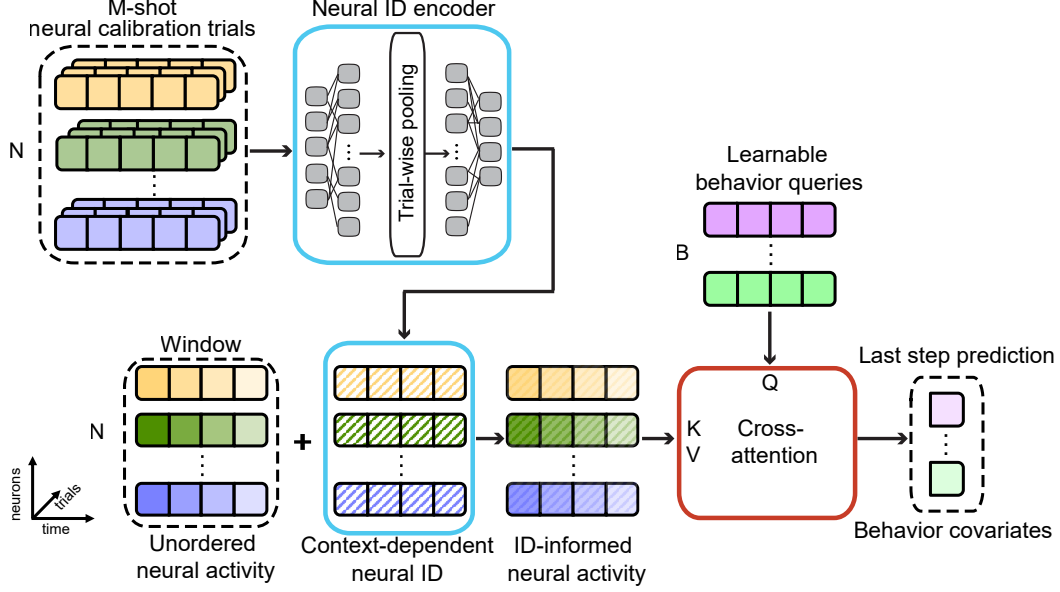 M-shot
neural calibration trials
Neural ID encoder
N
Trial-wise pooling
Learnable
behavior queries
B
Window
N
+
Unordered
neural activity
Context-dependent
neural ID
ID-informed
neural activity
Q
K
V
Cross-
attention
Last step prediction
Behavior covariates
neurons
trials
time